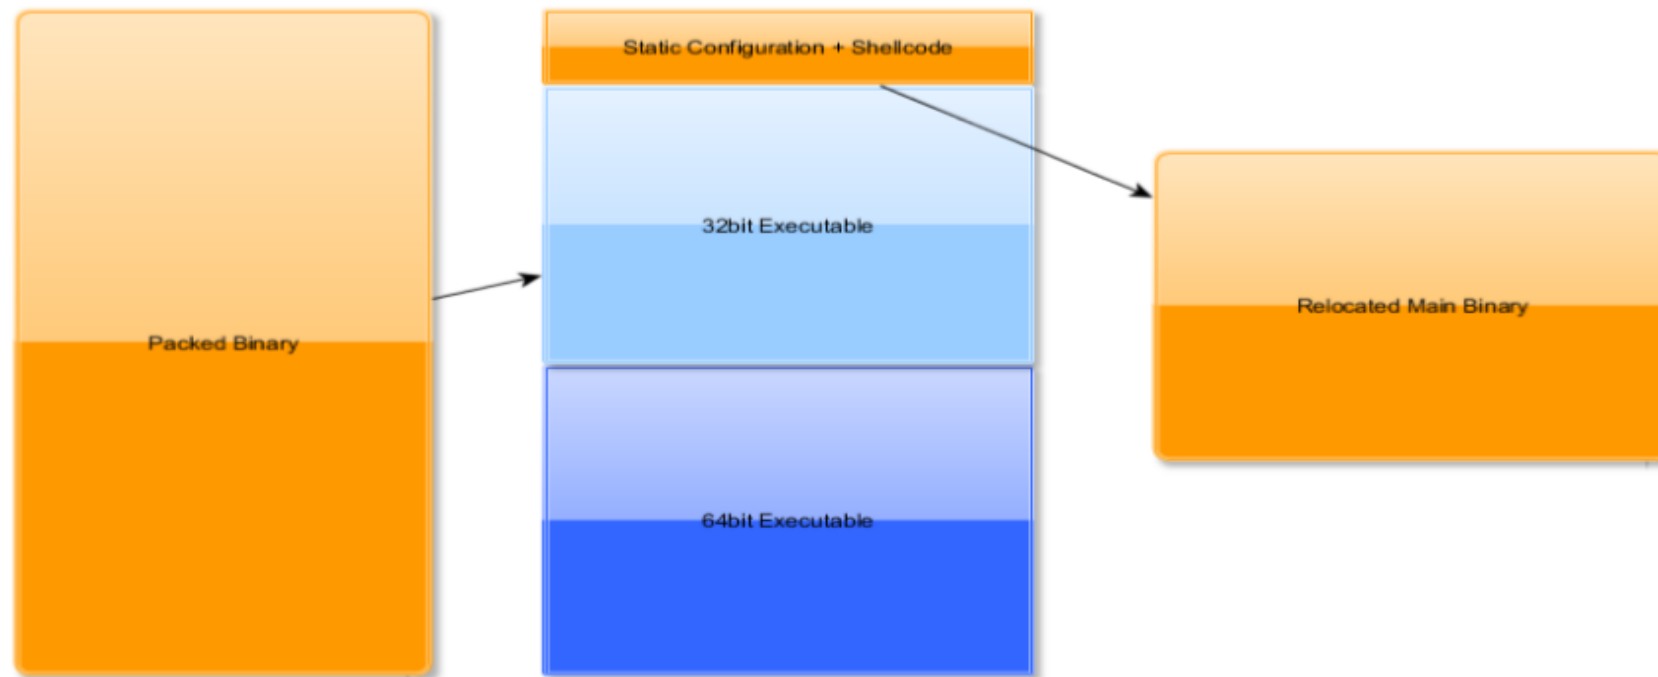 Static Configuration + Shellcode
32bit Executable
Packed Binary
Relocated Main Binary
64bit Executable